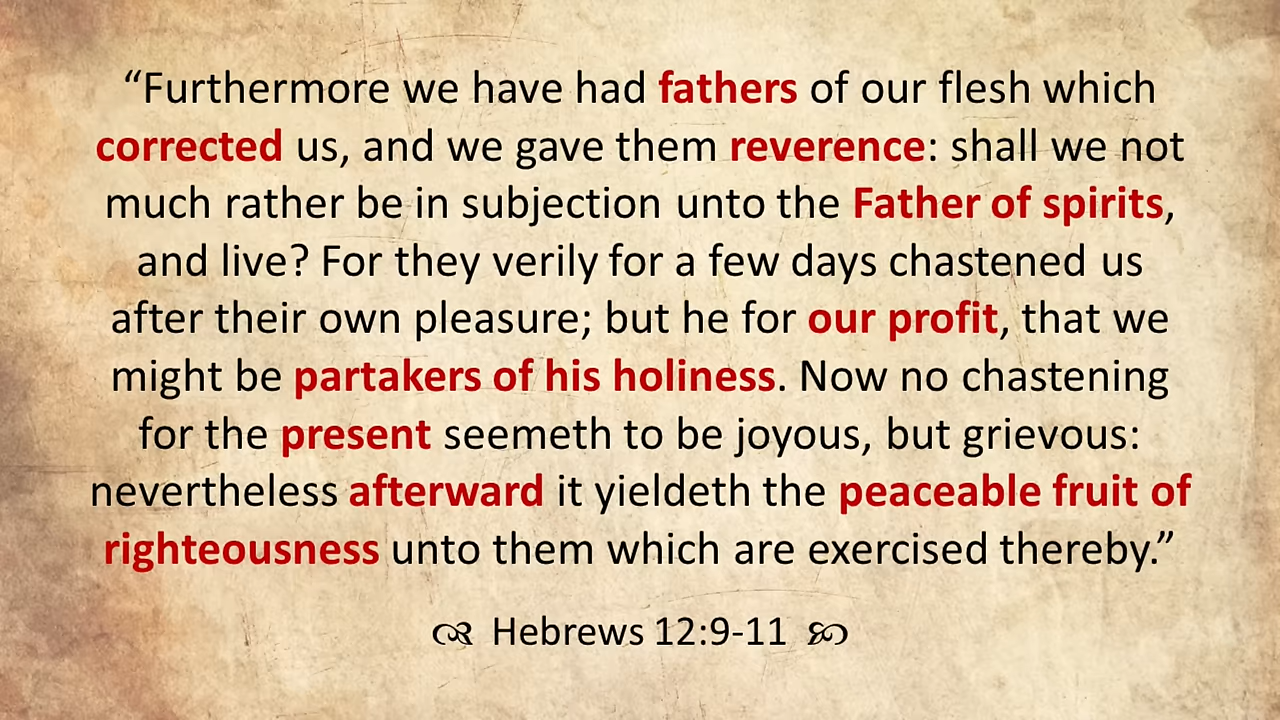 “Furthermore we have had fathers of our flesh which
corrected us, and we gave them reverence: shall we not
much rather be in subjection unto the Father of spirits,
and live? For they verily for a few days chastened us
after their own pleasure; but he for our profit, that we
might be partakers of his holiness. Now no chastening
for the present seemeth to be joyous, but grievous:
nevertheless afterward it yieldeth the peaceable fruit of
righteousness unto them which are exercised thereby.”
Hebrews 12:9-11